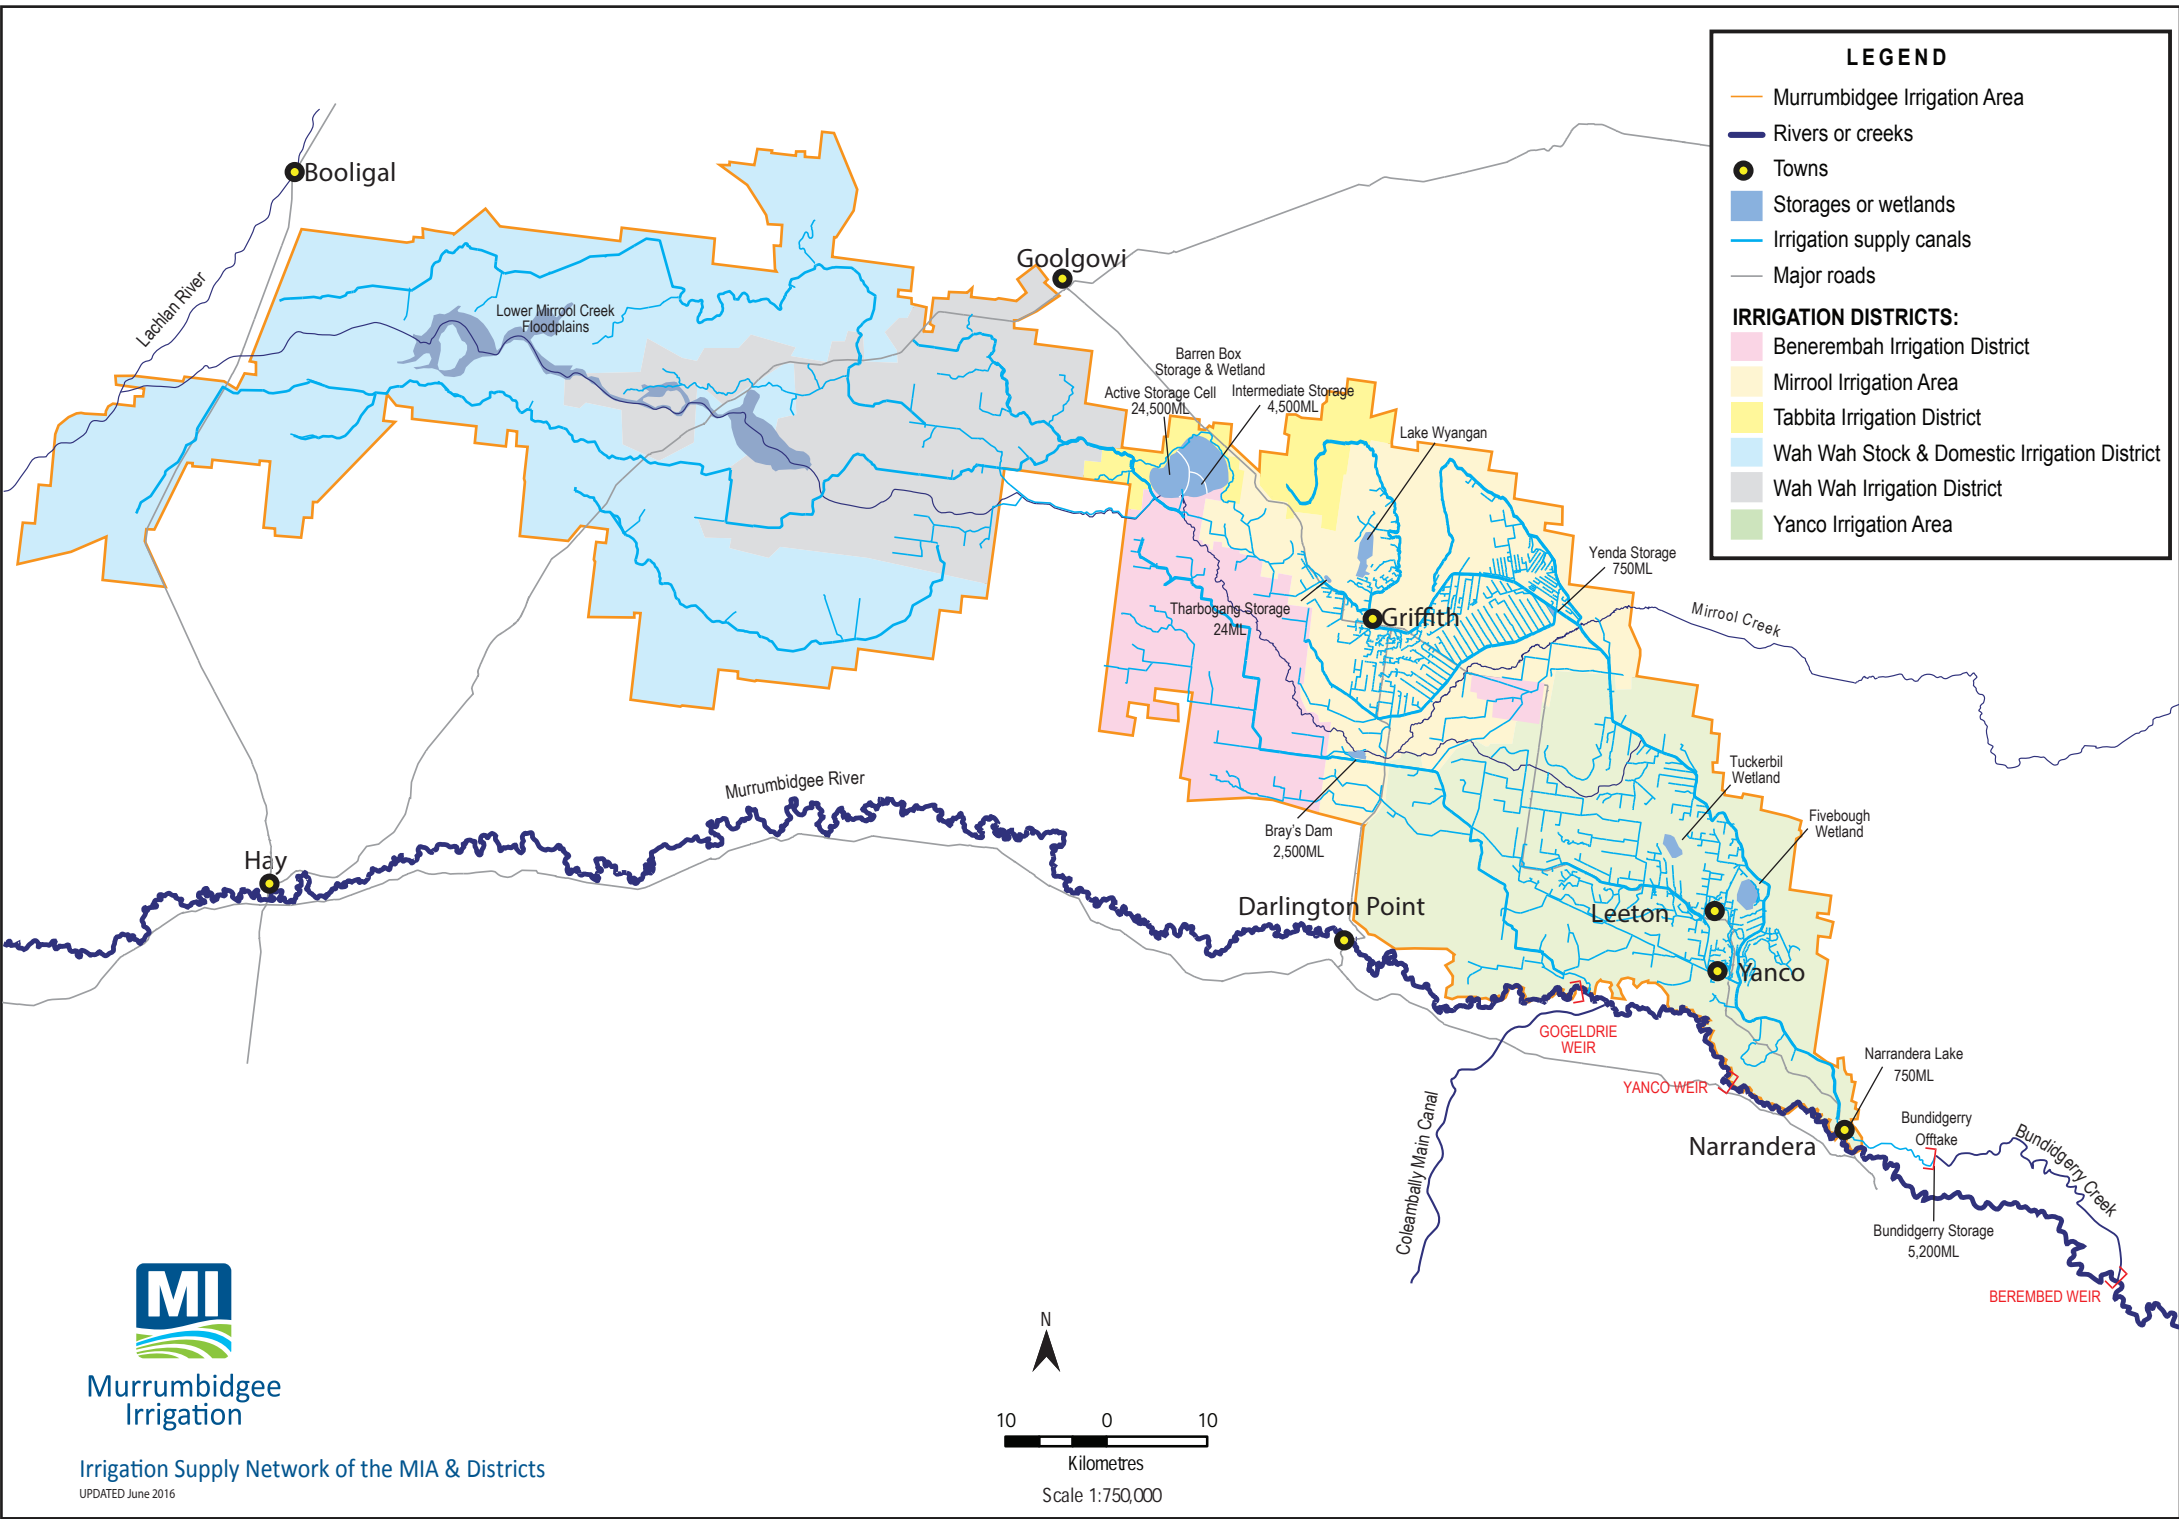 LEGEND
Murrumbidgee Irrigation Area
Rivers or creeks
Towns
Storages or wetlands
Irrigation supply canals
Major roads
IRRIGATION DISTRICTS:
Benerembah Irrigation District
Mirrool Irrigation Area
Tabbita Irrigation District
Wah Wah Stock & Domestic Irrigation District
Wah Wah Irrigation District
Yanco Irrigation Area
Booligal
Lachlan River
Lower Mirrool Creek
Floodplains
Goolgowi
Barren Box
Storage & Wetland
Active Storage Cell
24,500ML
Intermediate Storage
4,500ML
Lake Wyangan
Yenda Storage
750ML
Tharbogang Storage
24ML
Griffith
Mirrool Creek
Tuckerbil
Wetland
Fivebough
Wetland
Murrumbidgee River
Bray's Dam
2,500ML
Hay
Darlington Point
Leeton
Yanco
GOGELDRIE
WEIR
YANCO WEIR
Narrandera Lake
750ML
Coleambally Main Canal
Narrandera
Bundidgerry
Offtake
Bundidgerry Creek
Bundidgerry Storage
5,200ML
BEREMBED WEIR
MI
Murrumbidgee
Irrigation
Irrigation Supply Network of the MIA & Districts
UPDATED June 2016
N
10 0 10
Kilometres
Scale 1:750,000